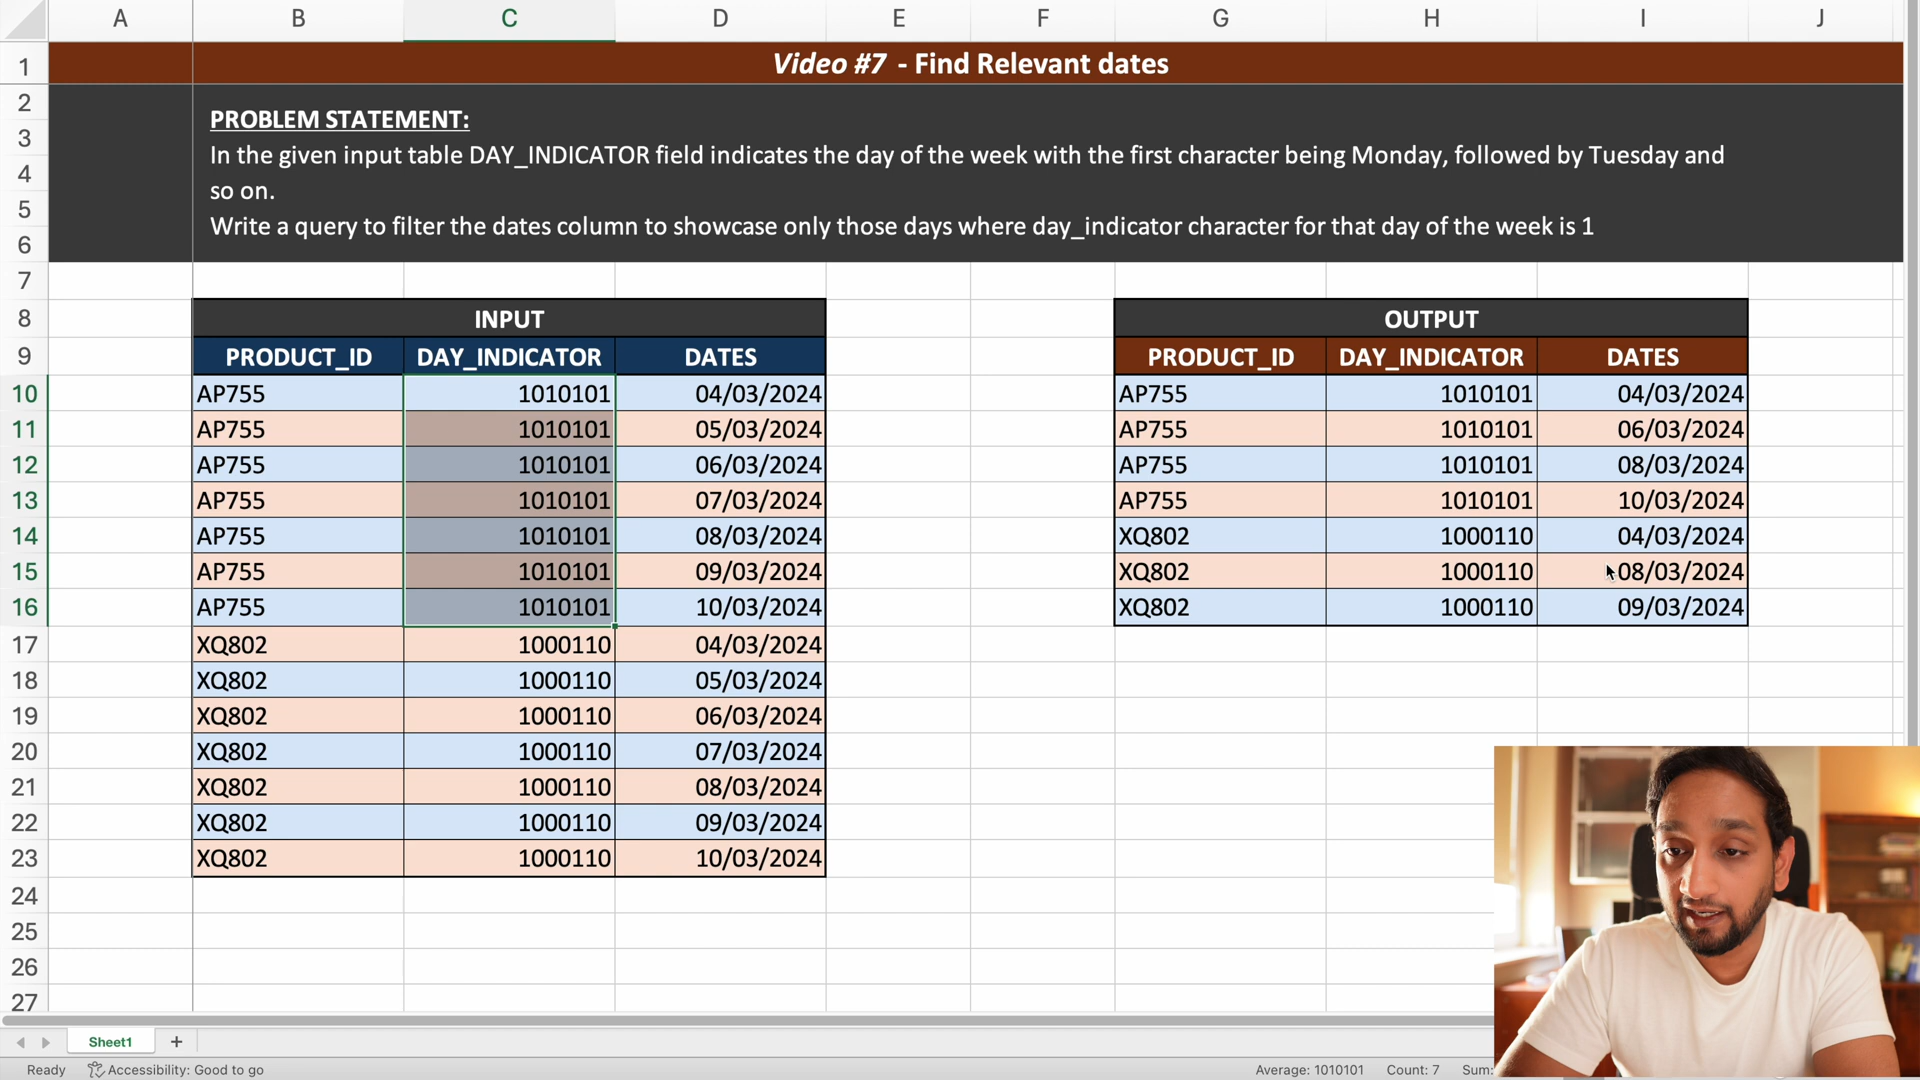 A B C D E F G H I J
1 Video #7 - Find Relevant dates
2 PROBLEM STATEMENT:
3 In the given input table DAY_INDICATOR field indicates the day of the week with the first character being Monday, followed by Tuesday and
4 so on.
5 Write a query to filter the dates column to showcase only those days where day_indicator character for that day of the week is 1
6
7
8 INPUT OUTPUT
9 PRODUCT_ID DAY_INDICATOR DATES PRODUCT_ID DAY_INDICATOR DATES
10 AP755 1010101 04/03/2024 AP755 1010101 04/03/2024
11 AP755 1010101 05/03/2024 AP755 1010101 06/03/2024
12 AP755 1010101 06/03/2024 AP755 1010101 08/03/2024
13 AP755 1010101 07/03/2024 AP755 1010101 10/03/2024
14 AP755 1010101 08/03/2024 XQ802 1000110 04/03/2024
15 AP755 1010101 09/03/2024 XQ802 1000110 08/03/2024
16 AP755 1010101 10/03/2024 XQ802 1000110 09/03/2024
17 XQ802 1000110 04/03/2024
18 XQ802 1000110 05/03/2024
19 XQ802 1000110 06/03/2024
20 XQ802 1000110 07/03/2024
21 XQ802 1000110 08/03/2024
22 XQ802 1000110 09/03/2024
23 XQ802 1000110 10/03/2024
24
25
26
27
Sheet1 +
Ready Accessibility: Good to go Average: 1010101 Count: 7 Sum: